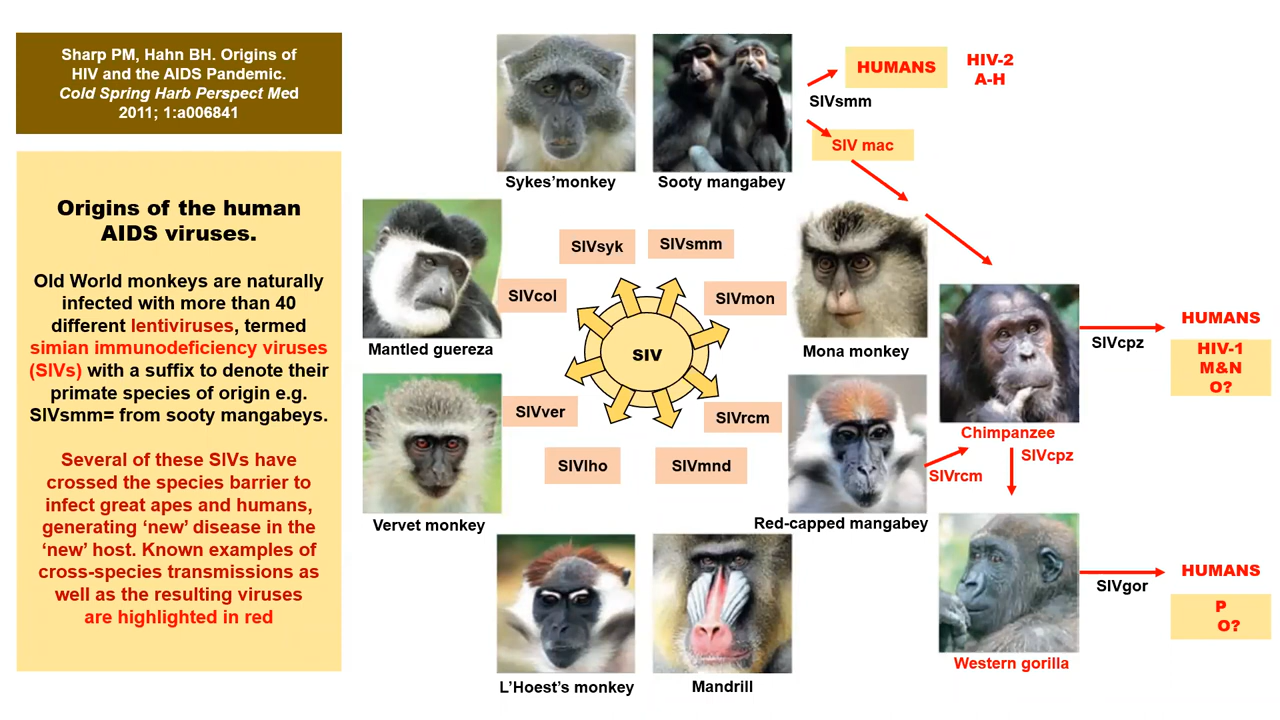 Sharp PM, Hahn BH. Origins of
HIV and the AIDS Pandemic.
Cold Spring Harb Perspect Med
2011; 1:a006841
Origins of the human
AIDS viruses.
Old World monkeys are naturally
infected with more than 40
different lentiviruses, termed
simian immunodeficiency viruses
(SIVs) with a suffix to denote their
primate species of origin e.g.
SIVsmm= from sooty mangabeys.
Several of these SIVs have
crossed the species barrier to
infect great apes and humans,
generating ‘new’ disease in the
‘new’ host. Known examples of
cross-species transmissions as
well as the resulting viruses
are highlighted in red
Sykes’monkey
Sooty mangabey
SIVsmm
HUMANS
HIV-2
A-H
SIV mac
Mantled guereza
SIVcol
SIVsyk
SIVsmm
SIVmon
Mona monkey
SIV
Vervet monkey
SIVver
SIVlho
SIVmnd
SIVrcm
Red-capped mangabey
SIVrcm
Chimpanzee
SIVcpz
SIVcpz
HUMANS
HIV-1
M&N
O?
L’Hoest’s monkey
Mandrill
Western gorilla
SIVgor
HUMANS
P
O?